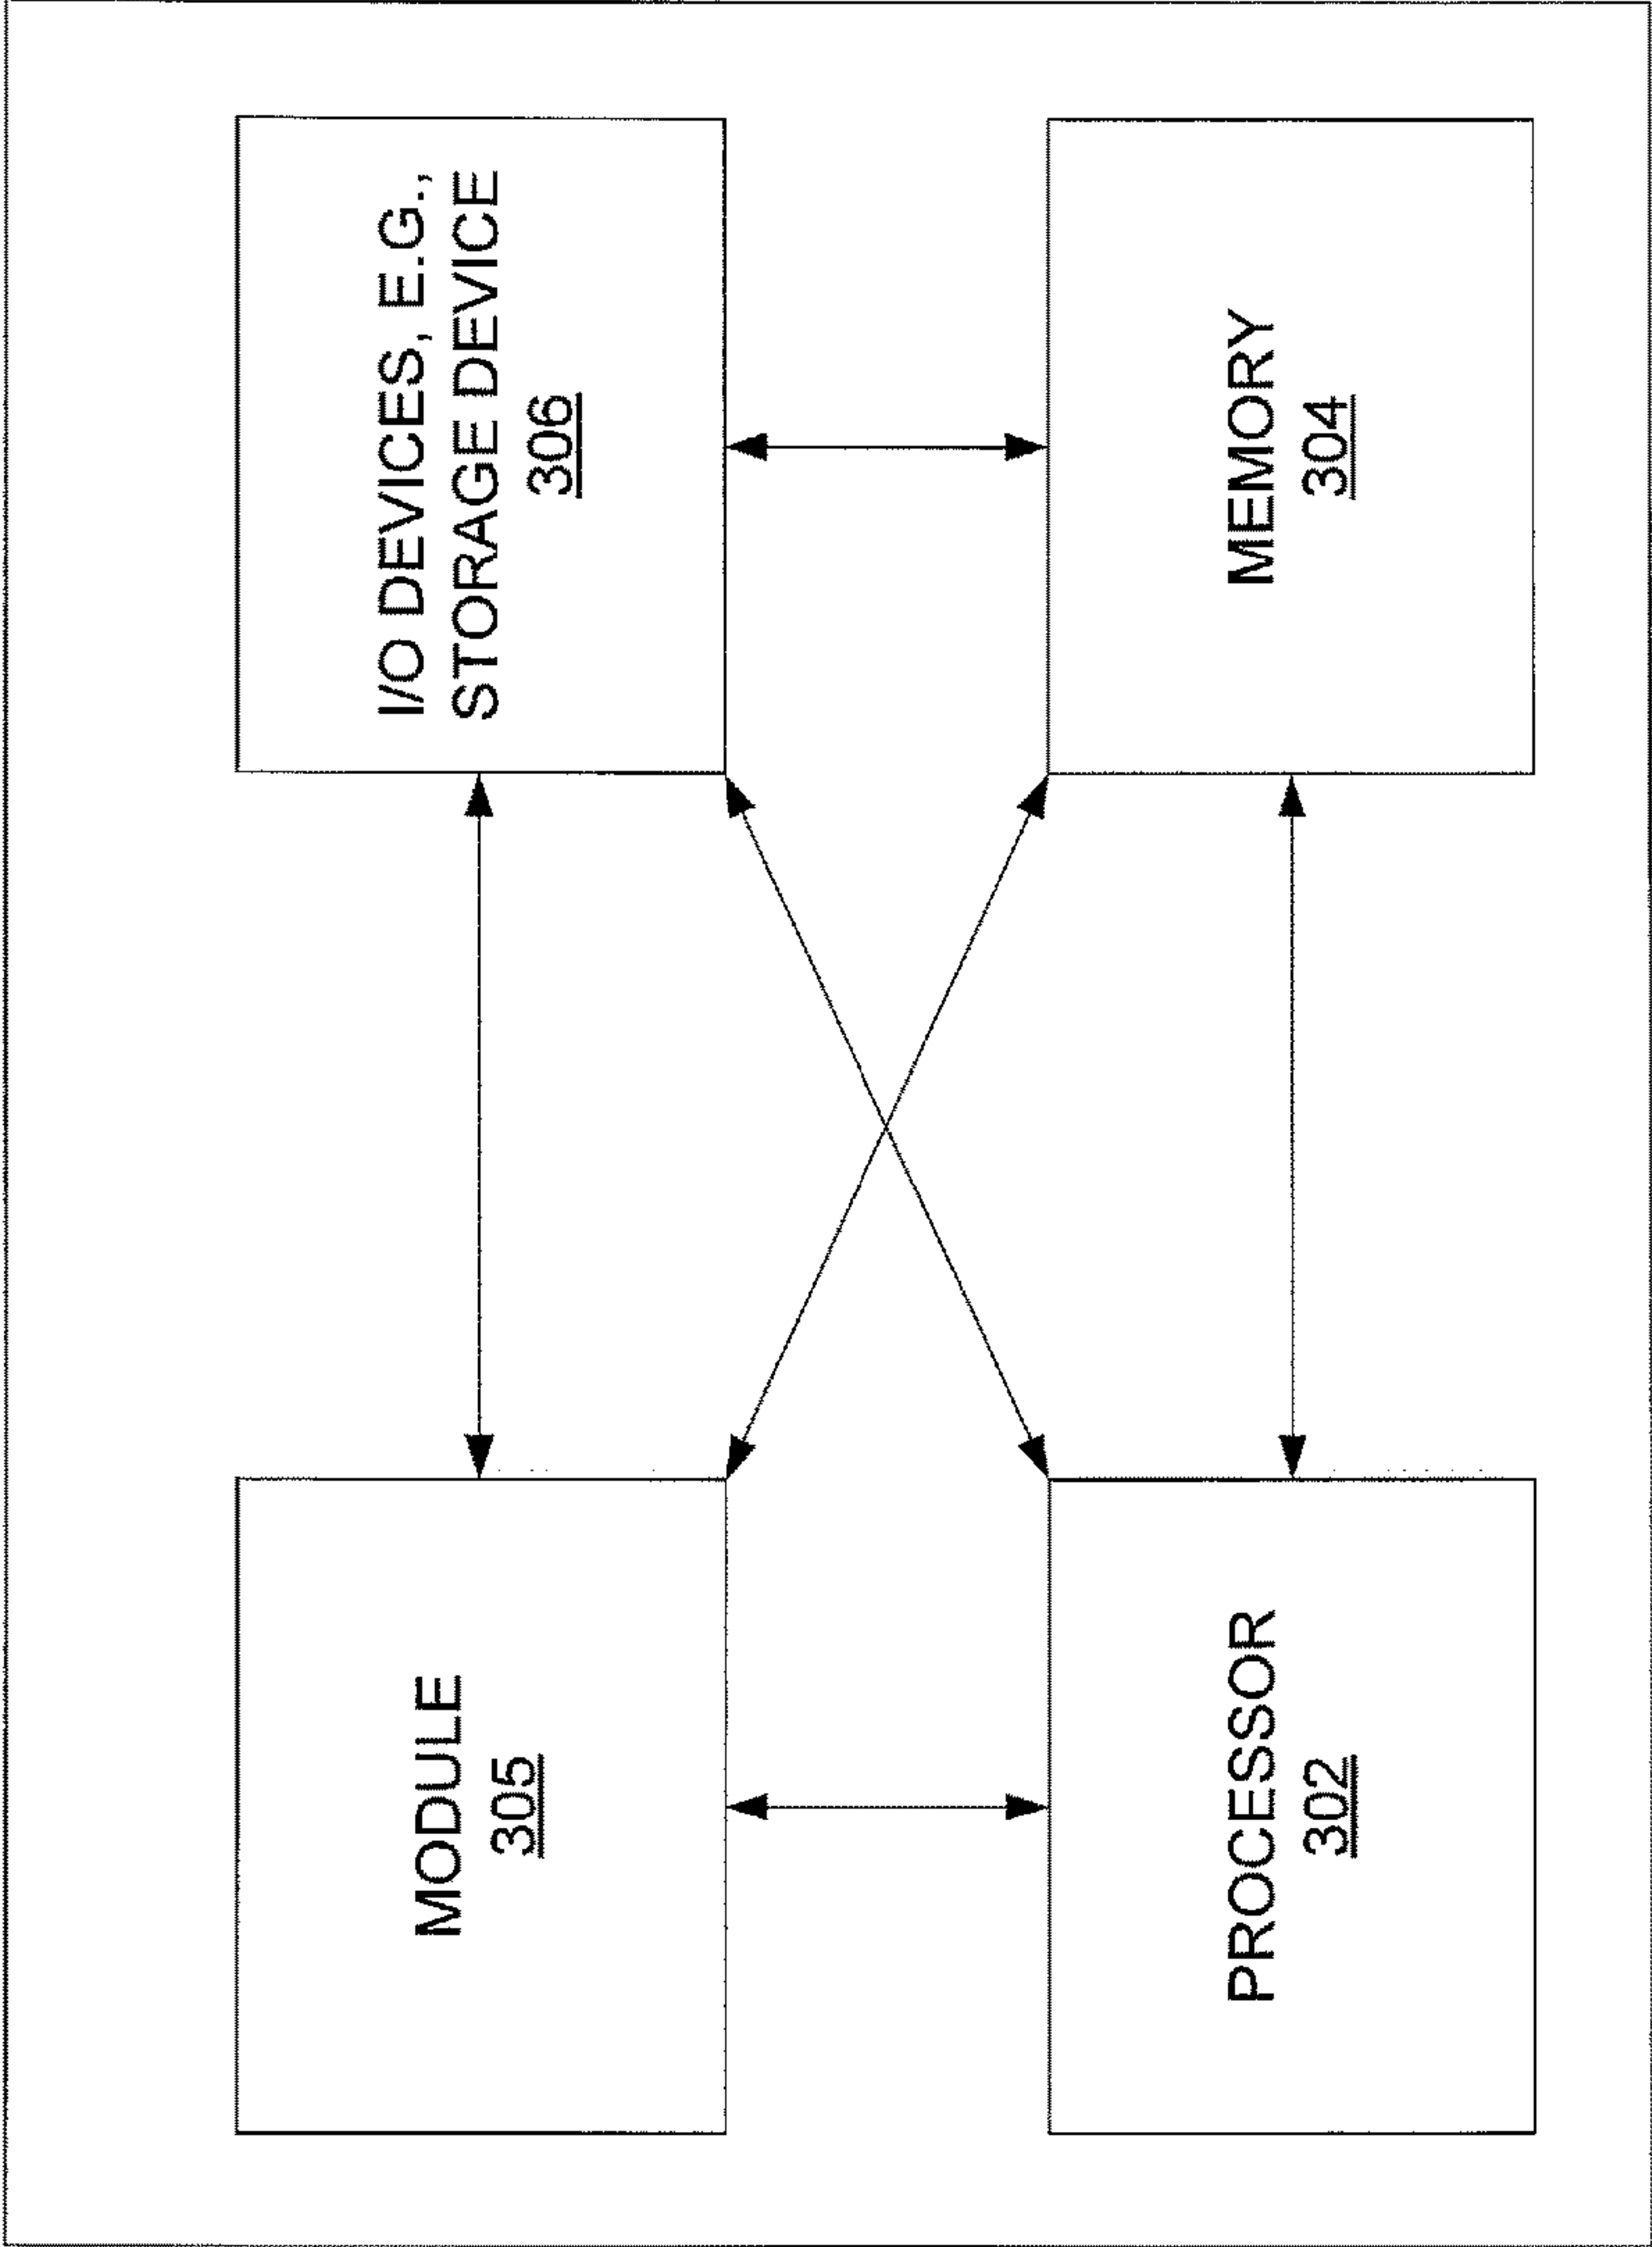 MODULE
305
I/O DEVICES, E.G.,
STORAGE DEVICE
306
PROCESSOR
302
MEMORY
304